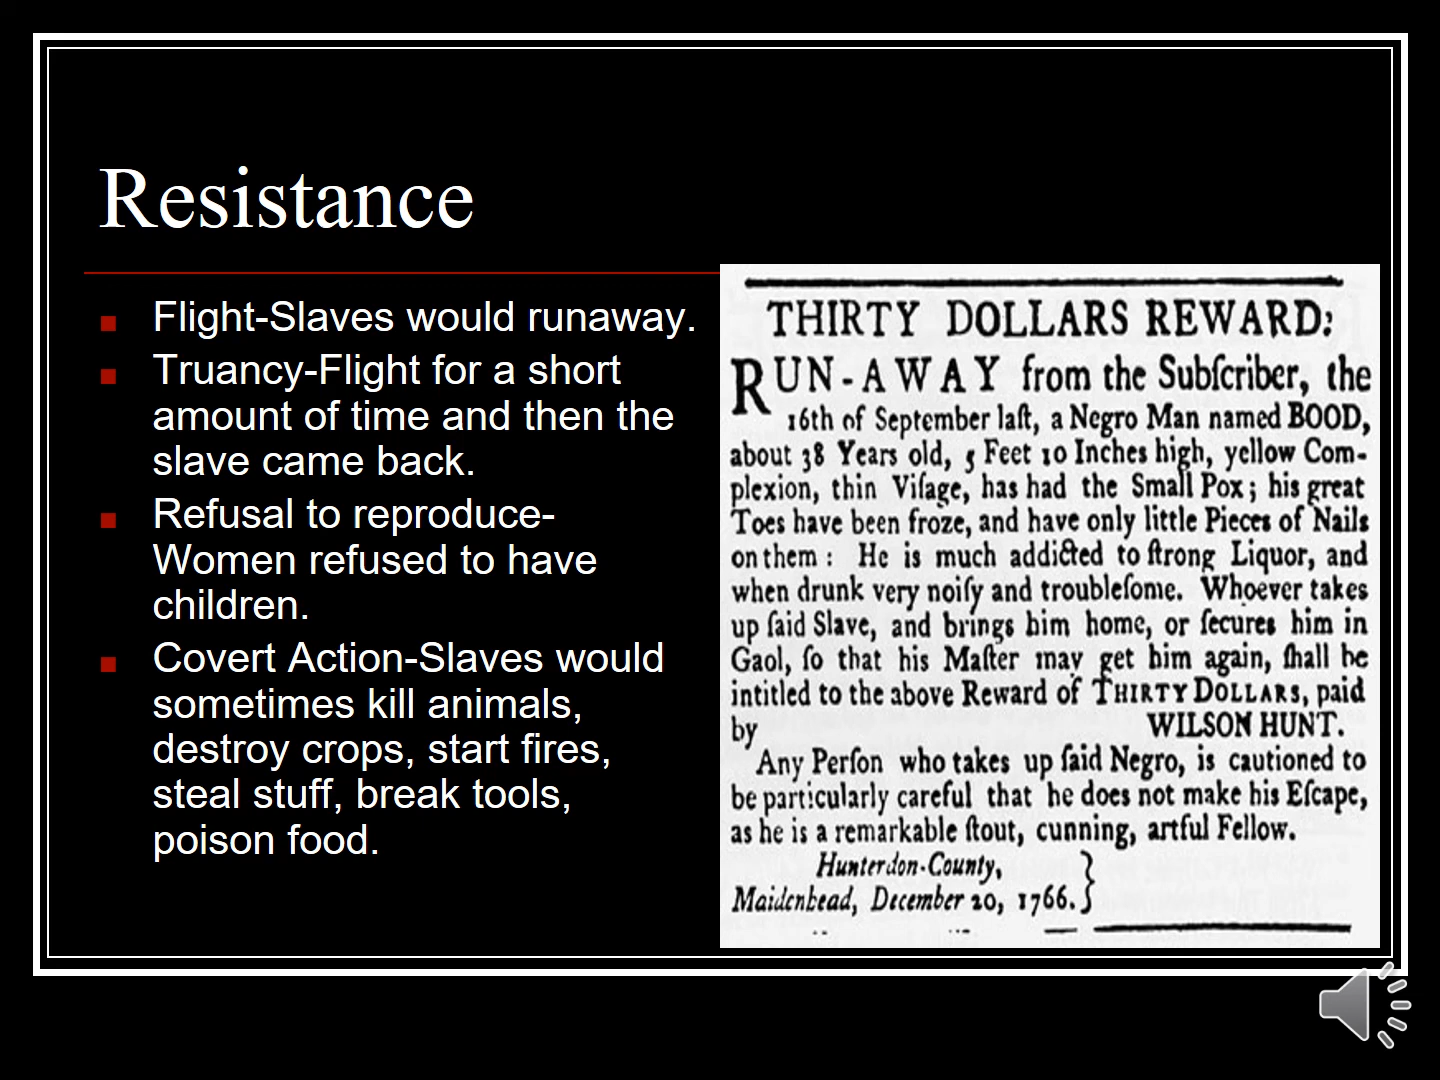 Resistance
Flight-Slaves would runaway.
Truancy-Flight for a short
amount of time and then the
slave came back.
Refusal to reproduce-
Women refused to have
children.
Covert Action-Slaves would
sometimes kill animals,
destroy crops, start fires,
steal stuff, break tools,
poison food.
THIRTY DOLLARS REWARD:
RUN-AWAY from the Subſcriber, the
16th of September laſt, a Negro Man named BOOD,
about 38 Years old, 5 Feet 10 Inches high, yellow Com-
plexion, thin Viſage, has had the Small Pox; his great
Toes have been froze, and have only little Pieces of Nails
on them: He is much addicted to ſtrong Liquor, and
when drunk very noiſy and troubleſome. Whoever takes
up ſaid Slave, and brings him home, or ſecures him in
Gaol, ſo that his Maſter may get him again, ſhall be
intitled to the above Reward of THIRTY DOLLARS, paid
by WILSON HUNT.
Any Perſon who takes up ſaid Negro, is cautioned to
be particularly careful that he does not make his Eſcape,
as he is a remarkable ſtout, cunning, artful Fellow.
Hunterdon-County,
Maidenhead, December 20, 1766.}